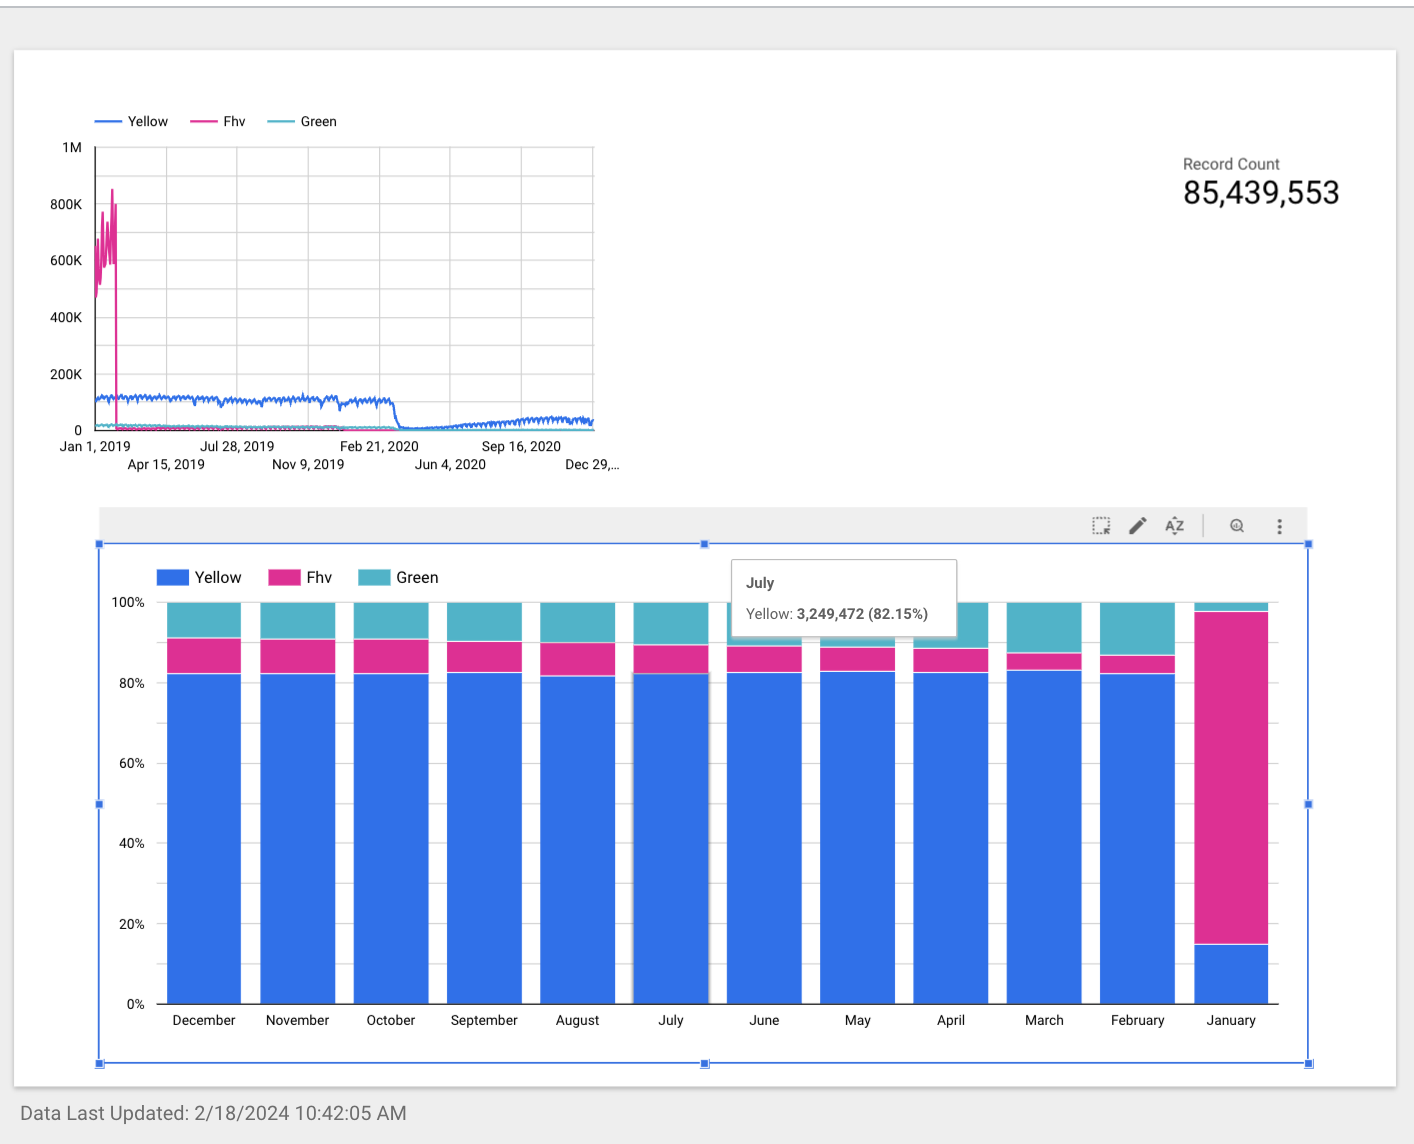 Yellow Fhv Green
1M
800K
600K
400K
200K
0
Jan 1, 2019 Jul 28, 2019 Feb 21, 2020 Sep 16, 2020
Apr 15, 2019 Nov 9, 2019 Jun 4, 2020 Dec 29,...
Record Count
85,439,553
AZ
Yellow Fhv Green
July
Yellow: 3,249,472 (82.15%)
100%
80%
60%
40%
20%
0%
December November October September August July June May April March February January
Data Last Updated: 2/18/2024 10:42:05 AM